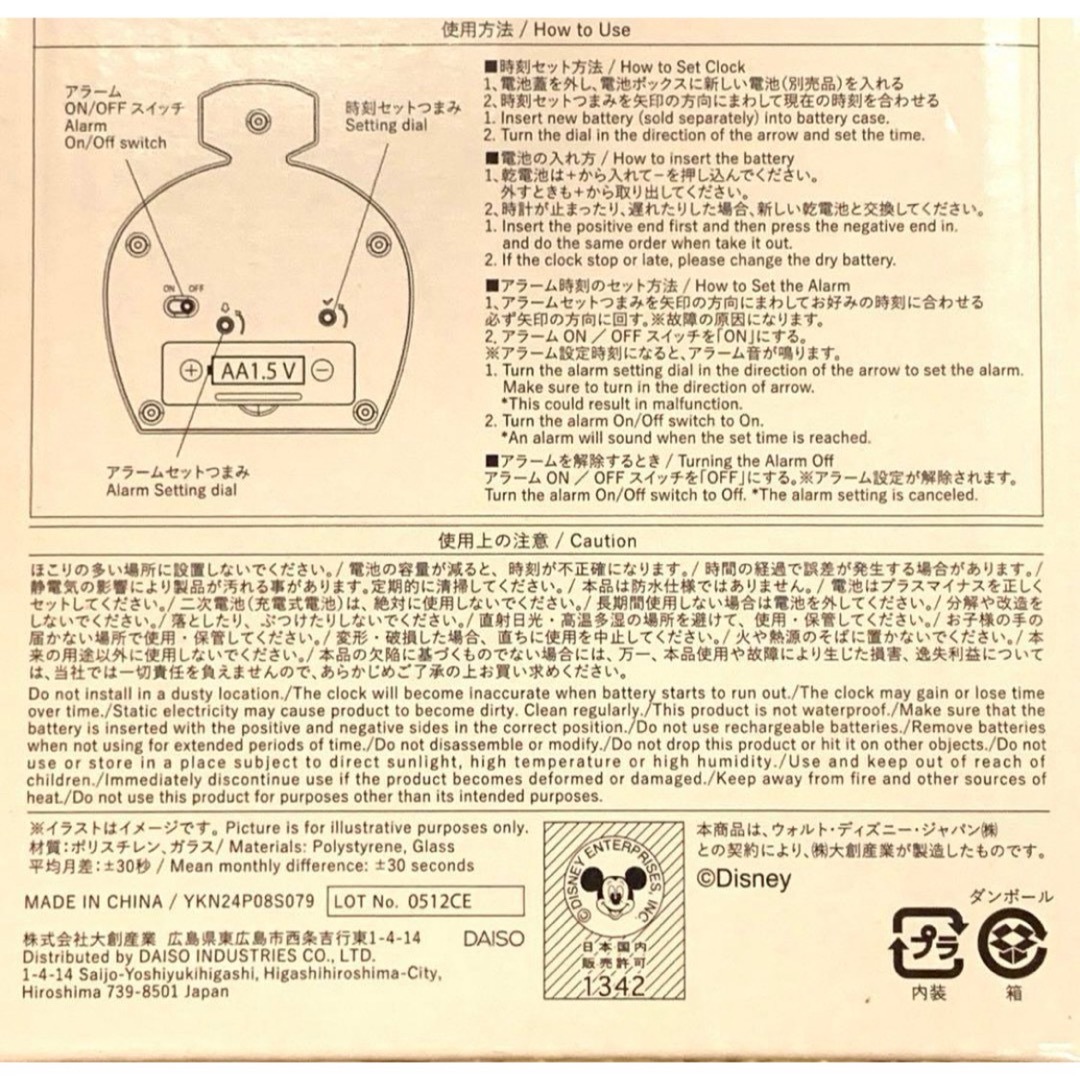 使用方法 / How to Use
アラーム
ON/OFF スイッチ
Alarm
On/Off switch
時刻セットつまみ
Setting dial
ON OFF
+ AA1.5 V −
アラームセットつまみ
Alarm Setting dial
■時刻セット方法 / How to Set Clock
1、電池蓋を外し、電池ボックスに新しい電池(別売品)を入れる
2、時刻セットつまみを矢印の方向にまわして現在の時刻を合わせる
1. Insert new battery (sold separately) into battery case.
2. Turn the dial in the direction of the arrow and set the time.
■電池の入れ方 / How to insert the battery
1、乾電池は+から入れて−を押し込んでください。
外すときも+から取り出してください。
2、時計が止まったり、遅れたりした場合、新しい乾電池と交換してください。
1. Insert the positive end first and then press the negative end in.
and do the same order when take it out.
2. If the clock stop or late, please change the dry battery.
■アラーム時刻のセット方法 / How to Set the Alarm
1、アラームセットつまみを矢印の方向にまわしてお好みの時刻に合わせる
必ず矢印の方向に回す。※故障の原因になります。
2、アラーム ON / OFF スイッチを「ON」にする。
※アラーム設定時刻になると、アラーム音が鳴ります。
1. Turn the alarm setting dial in the direction of the arrow to set the alarm.
Make sure to turn in the direction of arrow.
*This could result in malfunction.
2. Turn the alarm On/Off switch to On.
*An alarm will sound when the set time is reached.
■アラームを解除するとき / Turning the Alarm Off
アラーム ON / OFF スイッチを「OFF」にする。※アラーム設定が解除されます。
Turn the alarm On/Off switch to Off. *The alarm setting is canceled.
使用上の注意 / Caution
ほこりの多い場所に設置しないでください。/ 電池の容量が減ると、時刻が不正確になります。/ 時間の経過で誤差が発生する場合があります。/
静電気の影響により製品が汚れる事があります。定期的に清掃してください。/ 本品は防水仕様ではありません。/ 電池はプラスマイナスを正しく
セットしてください。/ 二次電池(充電式電池)は、絶対に使用しないでください。/ 長期間使用しない場合は電池を外してください。/ 分解や改造を
しないでください。/ 落としたり、ぶつけたりしないでください。/ 直射日光・高温多湿の場所を避けて、使用・保管してください。/ お子様の手の
届かない場所で使用・保管してください。/ 変形・破損した場合、直ちに使用を中止してください。/ 火や熱源のそばに置かないでください。/ 本
来の用途以外に使用しないでください。/ 本品の欠陥に基づくものでない場合には、万一、本品使用や故障により生じた損害、逸失利益について
は、当社では一切責任を負えませんので、あらかじめご了承の上お買い求めください。
Do not install in a dusty location./The clock will become inaccurate when battery starts to run out./The clock may gain or lose time
over time./Static electricity may cause product to become dirty. Clean regularly./This product is not waterproof./Make sure that the
battery is inserted with the positive and negative sides in the correct position./Do not use rechargeable batteries./Remove batteries
when not using for extended periods of time./Do not disassemble or modify./Do not drop this product or hit it on other objects./Do not
use or store in a place subject to direct sunlight, high temperature or high humidity./Use and keep out of reach of
children./Immediately discontinue use if the product becomes deformed or damaged./Keep away from fire and other sources of
heat./Do not use this product for purposes other than its intended purposes.
※イラストはイメージです。Picture is for illustrative purposes only.
材質：ポリスチレン、ガラス/ Materials: Polystyrene, Glass
平均月差：±30秒 / Mean monthly difference: ±30 seconds
MADE IN CHINA / YKN24P08S079 LOT No. 0512CE
株式会社大創産業 広島県東広島市西条吉行東1-4-14 DAISO
Distributed by DAISO INDUSTRIES CO., LTD.
1-4-14 Saijo-Yoshiyukihigashi, Higashihiroshima-City,
Hiroshima 739-8501 Japan
©DISNEY ENTERPRISES, INC
日本国内
販売許可
1342
本商品は、ウォルト・ディズニー・ジャパン㈱
との契約により、㈱大創産業が製造したものです。
©Disney
ダンボール
プラ
内装
箱